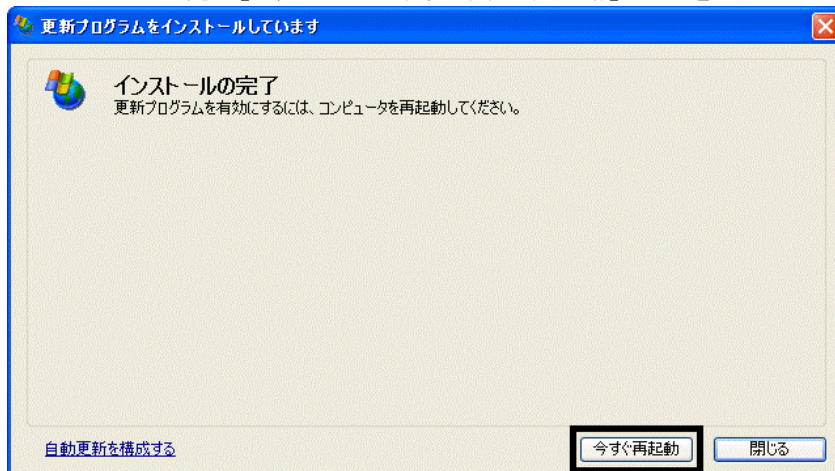 更新プログラムをインストールしています
インストールの完了
更新プログラムを有効にするには、コンピュータを再起動してください。
自動更新を構成する
今すぐ再起動
閉じる